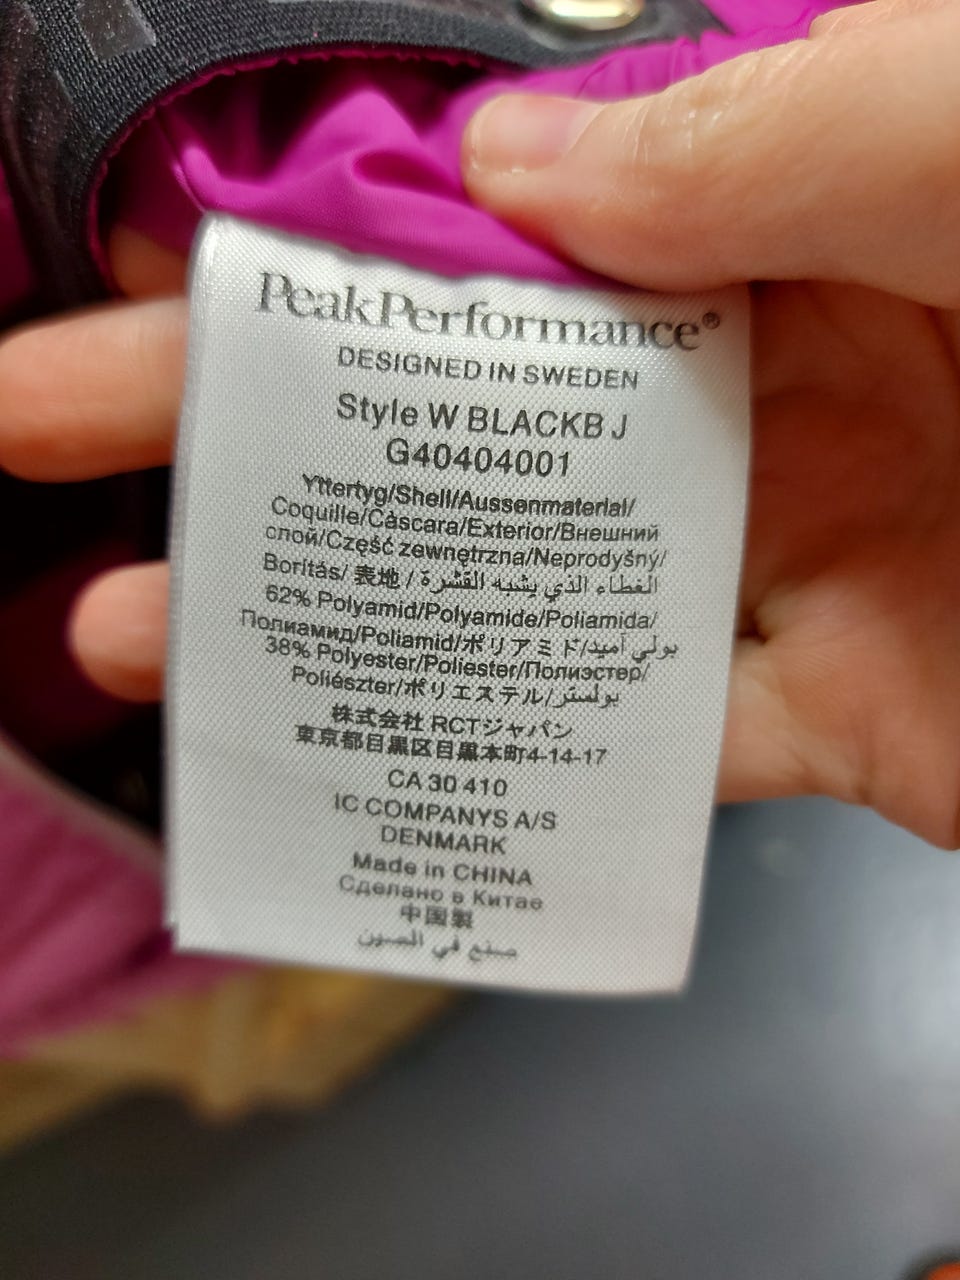 PeakPerformance®
DESIGNED IN SWEDEN
Style W BLACKB J
G40404001
Yttertyg/Shell/Aussenmaterial/
Coquille/Càscara/Exterior/Внешний
слой/Część zewnętrzna/Neprodyšný/
Borítás/ 表地 / الغطاء الذي يشبه القشرة
62% Polyamid/Polyamide/Poliamida/
Полиамид/Poliamid/ポリアミド/بولي أميد
38% Polyester/Poliester/Полиэстер/
Poliészter/ポリエステル/بولستر
株式会社 RCTジャパン
東京都目黒区目黒本町4-14-17
CA 30 410
IC COMPANYS A/S
DENMARK
Made in CHINA
Сделано в Китае
中国製
صنع في الصين